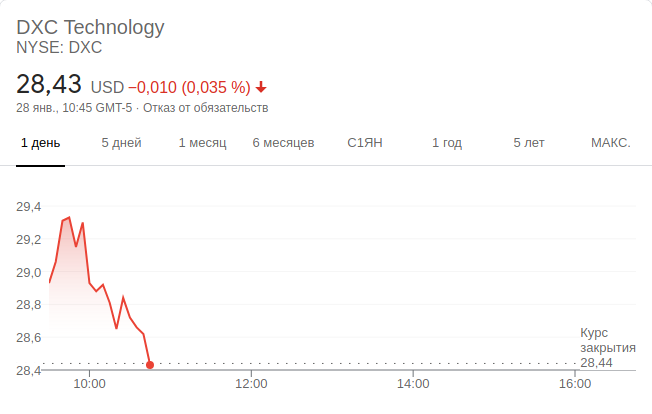 DXC Technology
NYSE: DXC
28,43 USD −0,010 (0,035 %)
28 янв., 10:45 GMT-5 · Отказ от обязательств
1 день 5 дней 1 месяц 6 месяцев С1ЯН 1 год 5 лет МАКС.
29,4
29,2
29,0
28,8
28,6
28,4
Курс
закрытия
28,44
10:00 12:00 14:00 16:00